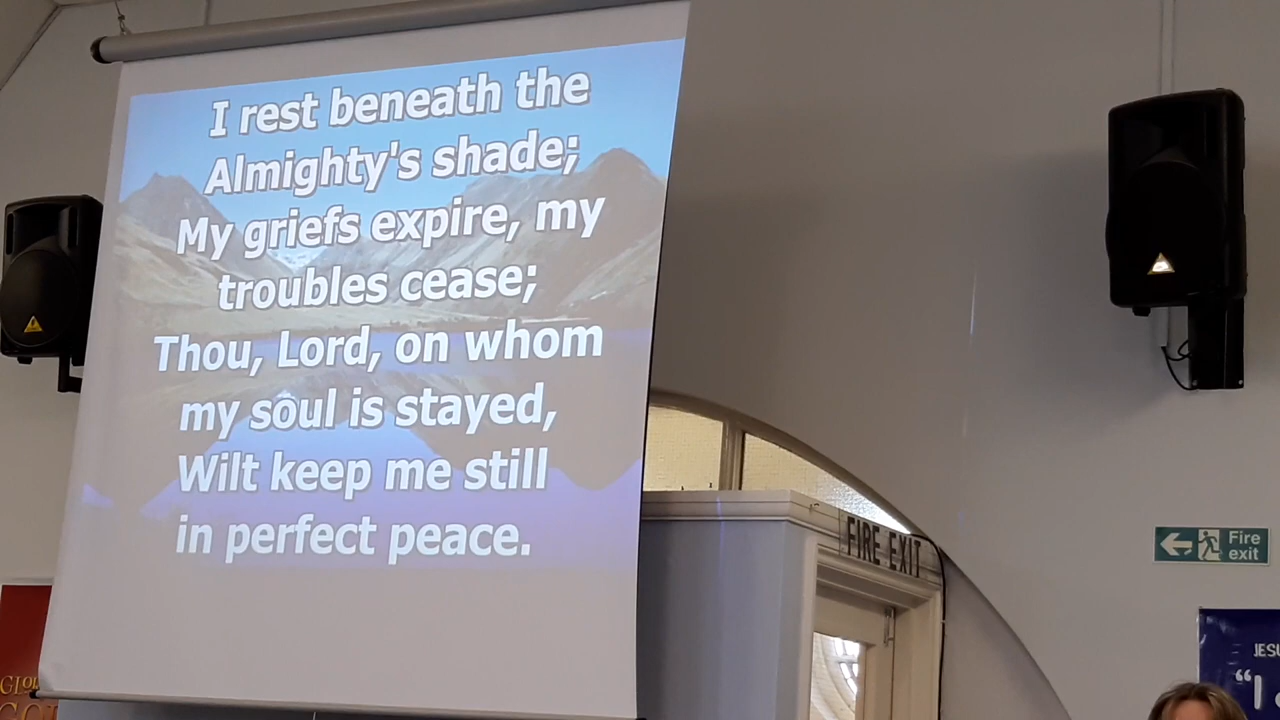 I rest beneath the
Almighty's shade;
My griefs expire, my
troubles cease;
Thou, Lord, on whom
my soul is stayed,
Wilt keep me still
in perfect peace.
FIRE EXIT
Fire
exit